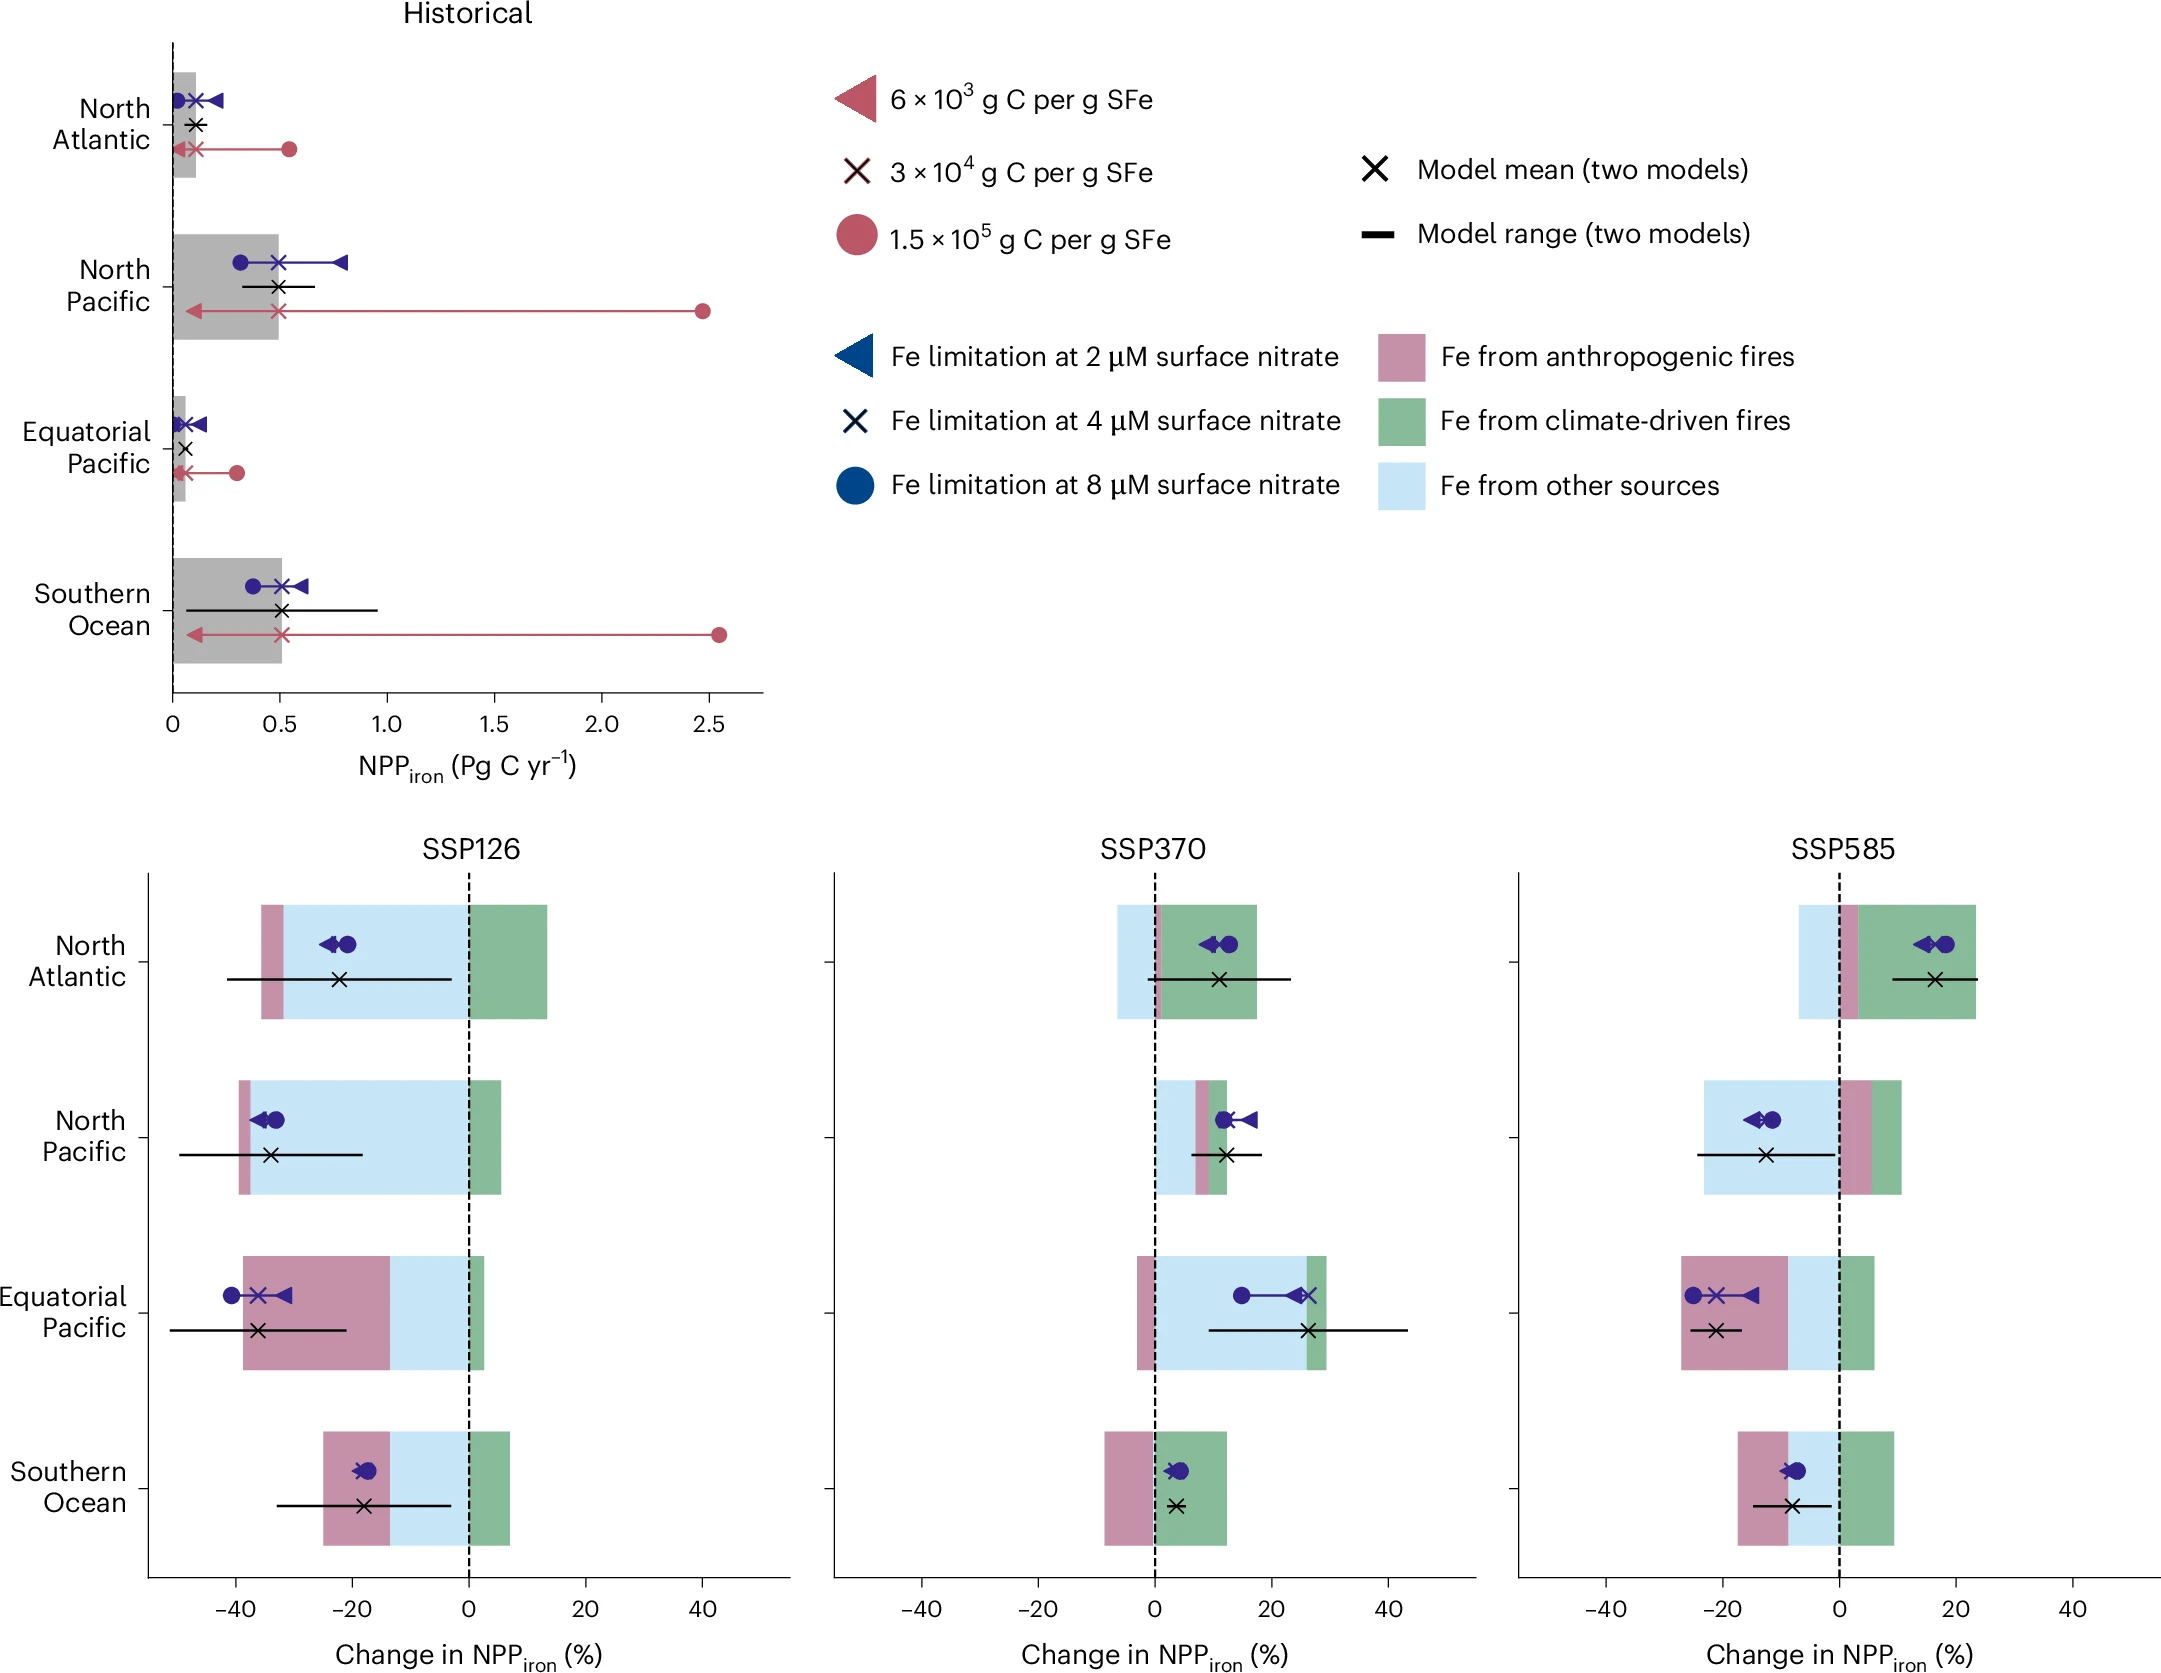 Historical
North
Atlantic
North
Pacific
Equatorial
Pacific
Southern
Ocean
0 0.5 1.0 1.5 2.0 2.5
NPPiron (Pg C yr⁻¹)
6 × 10³ g C per g SFe
3 × 10⁴ g C per g SFe
1.5 × 10⁵ g C per g SFe
Model mean (two models)
Model range (two models)
Fe limitation at 2 µM surface nitrate
Fe limitation at 4 µM surface nitrate
Fe limitation at 8 µM surface nitrate
Fe from anthropogenic fires
Fe from climate-driven fires
Fe from other sources
SSP126
North
Atlantic
North
Pacific
Equatorial
Pacific
Southern
Ocean
−40 −20 0 20 40
Change in NPPiron (%)
SSP370
−40 −20 0 20 40
Change in NPPiron (%)
SSP585
−40 −20 0 20 40
Change in NPPiron (%)